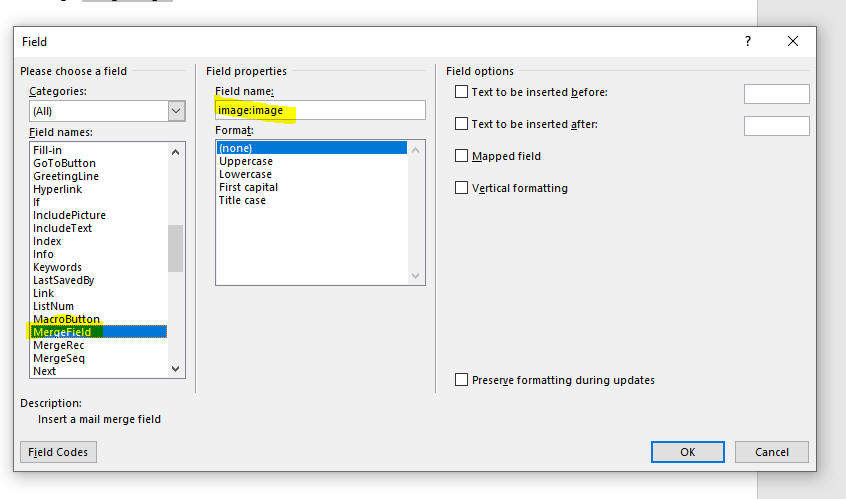 Field
?
Please choose a field
Categories:
(All)
Field names:
Fill-in
GoToButton
GreetingLine
Hyperlink
If
IncludePicture
IncludeText
Index
Info
Keywords
LastSavedBy
Link
ListNum
MacroButton
MergeField
MergeRec
MergeSeq
Next
Field properties
Field name:
image:image
Format:
(none)
Uppercase
Lowercase
First capital
Title case
Field options
Text to be inserted before:
Text to be inserted after:
Mapped field
Vertical formatting
Preserve formatting during updates
Description:
Insert a mail merge field
Field Codes
OK
Cancel